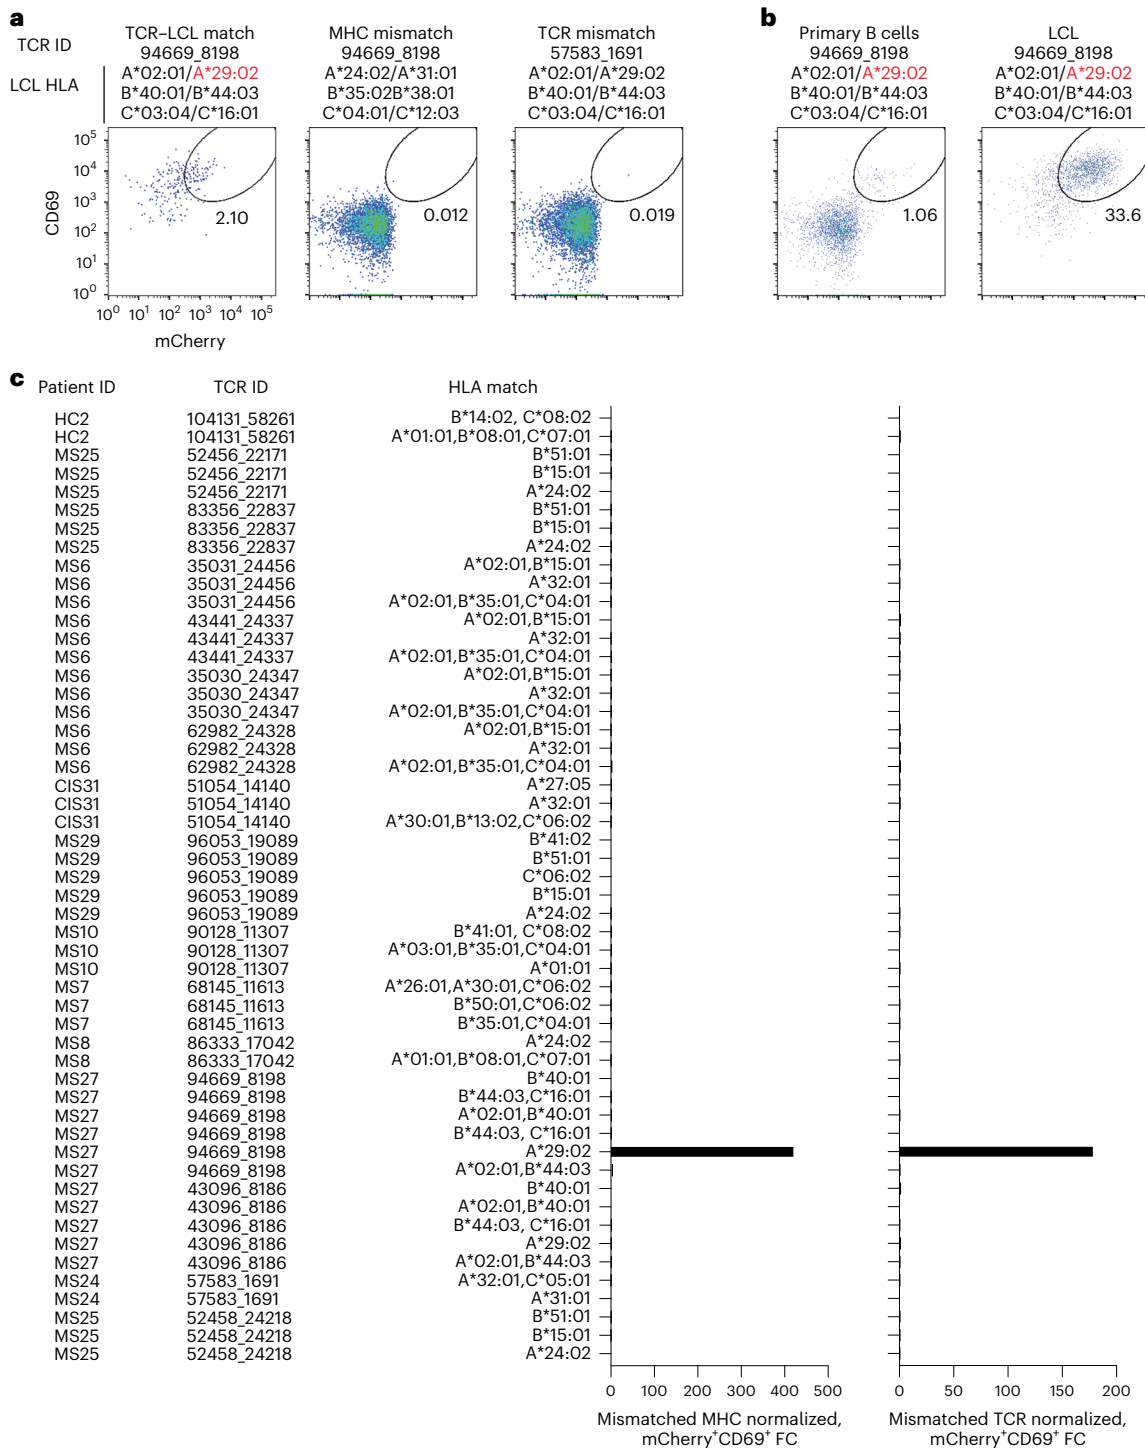 a
TCR ID
LCL HLA
TCR–LCL match
94669_8198
A*02:01/A*29:02
B*40:01/B*44:03
C*03:04/C*16:01
MHC mismatch
94669_8198
A*24:02/A*31:01
B*35:02B*38:01
C*04:01/C*12:03
TCR mismatch
57583_1691
A*02:01/A*29:02
B*40:01/B*44:03
C*03:04/C*16:01
CD69
10⁵
10⁴
10³
10²
10¹
10⁰
2.10
0.012
0.019
10⁰ 10¹ 10² 10³ 10⁴ 10⁵
mCherry
b
Primary B cells
94669_8198
A*02:01/A*29:02
B*40:01/B*44:03
C*03:04/C*16:01
LCL
94669_8198
A*02:01/A*29:02
B*40:01/B*44:03
C*03:04/C*16:01
1.06
33.6
c
Patient ID TCR ID HLA match
HC2 104131_58261 B*14:02, C*08:02
HC2 104131_58261 A*01:01,B*08:01,C*07:01
MS25 52456_22171 B*51:01
MS25 52456_22171 B*15:01
MS25 52456_22171 A*24:02
MS25 83356_22837 B*51:01
MS25 83356_22837 B*15:01
MS25 83356_22837 A*24:02
MS6 35031_24456 A*02:01,B*15:01
MS6 35031_24456 A*32:01
MS6 35031_24456 A*02:01,B*35:01,C*04:01
MS6 43441_24337 A*02:01,B*15:01
MS6 43441_24337 A*32:01
MS6 43441_24337 A*02:01,B*35:01,C*04:01
MS6 35030_24347 A*02:01,B*15:01
MS6 35030_24347 A*32:01
MS6 35030_24347 A*02:01,B*35:01,C*04:01
MS6 62982_24328 A*02:01,B*15:01
MS6 62982_24328 A*32:01
MS6 62982_24328 A*02:01,B*35:01,C*04:01
CIS31 51054_14140 A*27:05
CIS31 51054_14140 A*32:01
CIS31 51054_14140 A*30:01,B*13:02,C*06:02
MS29 96053_19089 B*41:02
MS29 96053_19089 B*51:01
MS29 96053_19089 C*06:02
MS29 96053_19089 B*15:01
MS29 96053_19089 A*24:02
MS10 90128_11307 B*41:01, C*08:02
MS10 90128_11307 A*03:01,B*35:01,C*04:01
MS10 90128_11307 A*01:01
MS7 68145_11613 A*26:01,A*30:01,C*06:02
MS7 68145_11613 B*50:01,C*06:02
MS7 68145_11613 B*35:01,C*04:01
MS8 86333_17042 A*24:02
MS8 86333_17042 A*01:01,B*08:01,C*07:01
MS27 94669_8198 B*40:01
MS27 94669_8198 B*44:03,C*16:01
MS27 94669_8198 A*02:01,B*40:01
MS27 94669_8198 B*44:03, C*16:01
MS27 94669_8198 A*29:02
MS27 94669_8198 A*02:01,B*44:03
MS27 43096_8186 B*40:01
MS27 43096_8186 A*02:01,B*40:01
MS27 43096_8186 B*44:03, C*16:01
MS27 43096_8186 A*29:02
MS27 43096_8186 A*02:01,B*44:03
MS24 57583_1691 A*32:01,C*05:01
MS24 57583_1691 A*31:01
MS25 52458_24218 B*51:01
MS25 52458_24218 B*15:01
MS25 52458_24218 A*24:02
0 100 200 300 400 500
Mismatched MHC normalized,
mCherry⁺CD69⁺ FC
0 50 100 150 200
Mismatched TCR normalized,
mCherry⁺CD69⁺ FC